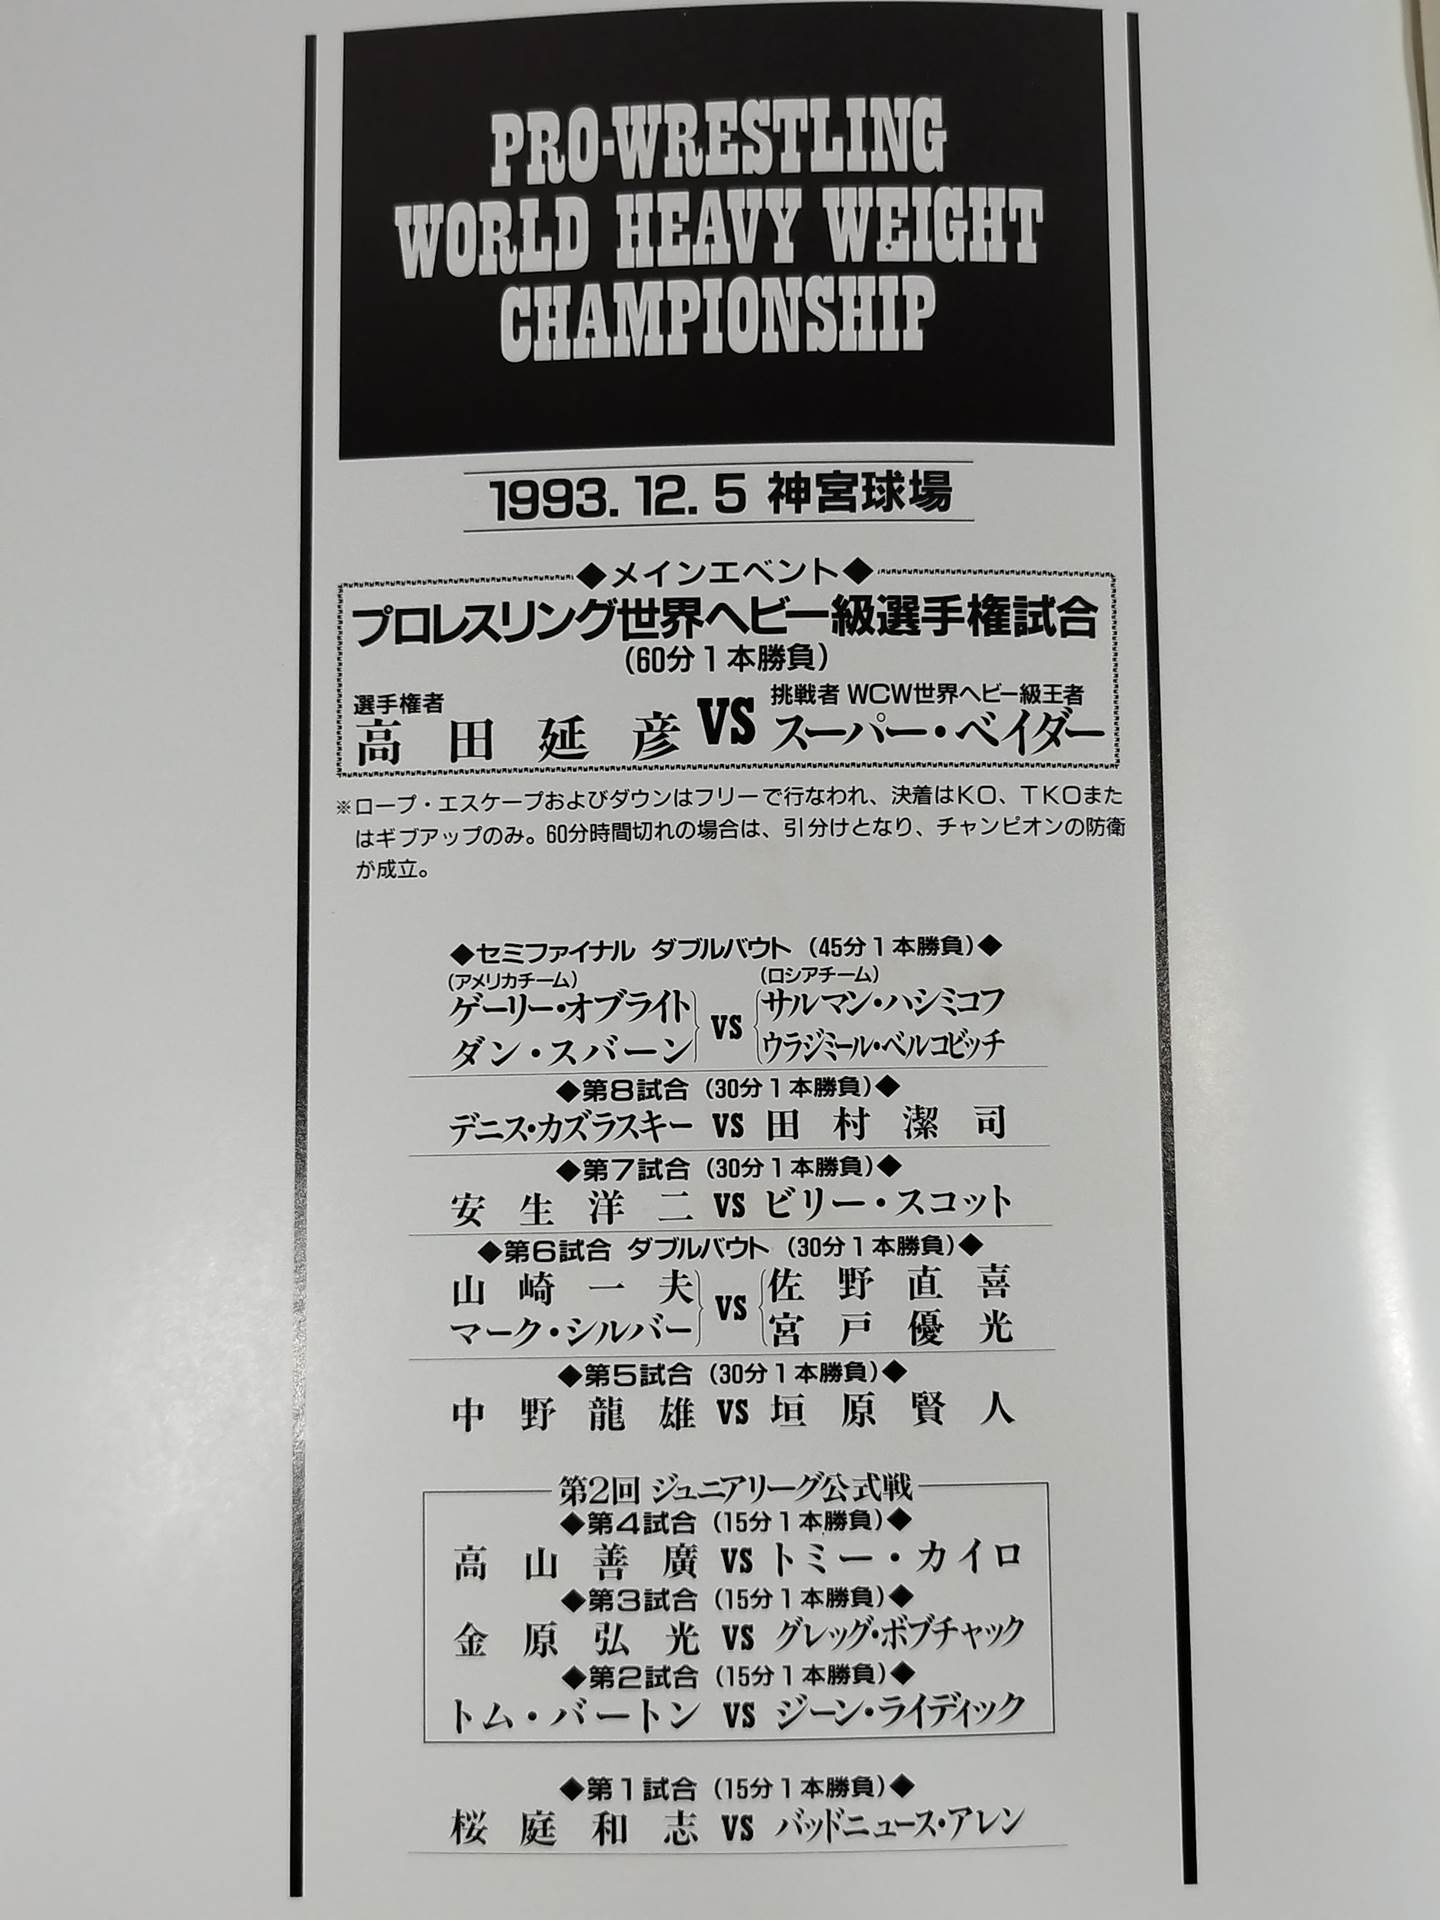 PRO-WRESTLING
WORLD HEAVY WEIGHT
CHAMPIONSHIP
1993. 12. 5 神宮球場
◆メインエベント◆
プロレスリング世界ヘビー級選手権試合
(60分1本勝負)
選手権者 挑戦者 WCW世界ヘビー級王者
高田延彦 VS スーパー・ベイダー
※ロープ・エスケープおよびダウンはフリーで行なわれ、決着はKO、TKOまた
はギブアップのみ。60分時間切れの場合は、引分けとなり、チャンピオンの防衛
が成立。
◆セミファイナル ダブルバウト (45分1本勝負)◆
(アメリカチーム) (ロシアチーム)
ゲーリー・オブライト サルマン・ハシミコフ
VS
ダン・スバーン ウラジミール・ベルコビッチ
◆第8試合 (30分1本勝負)◆
デニス・カズラスキー VS 田村潔司
◆第7試合 (30分1本勝負)◆
安生洋二 VS ビリー・スコット
◆第6試合 ダブルバウト (30分1本勝負)◆
山崎一夫 佐野直喜
VS
マーク・シルバー 宮戸優光
◆第5試合 (30分1本勝負)◆
中野龍雄 VS 垣原賢人
第2回 ジュニアリーグ公式戦
◆第4試合 (15分1本勝負)◆
高山善廣 VS トミー・カイロ
◆第3試合 (15分1本勝負)◆
金原弘光 VS グレッグ・ボブチャック
◆第2試合 (15分1本勝負)◆
トム・バートン VS ジーン・ライディック
◆第1試合 (15分1本勝負)◆
桜庭和志 VS バッドニュース・アレン